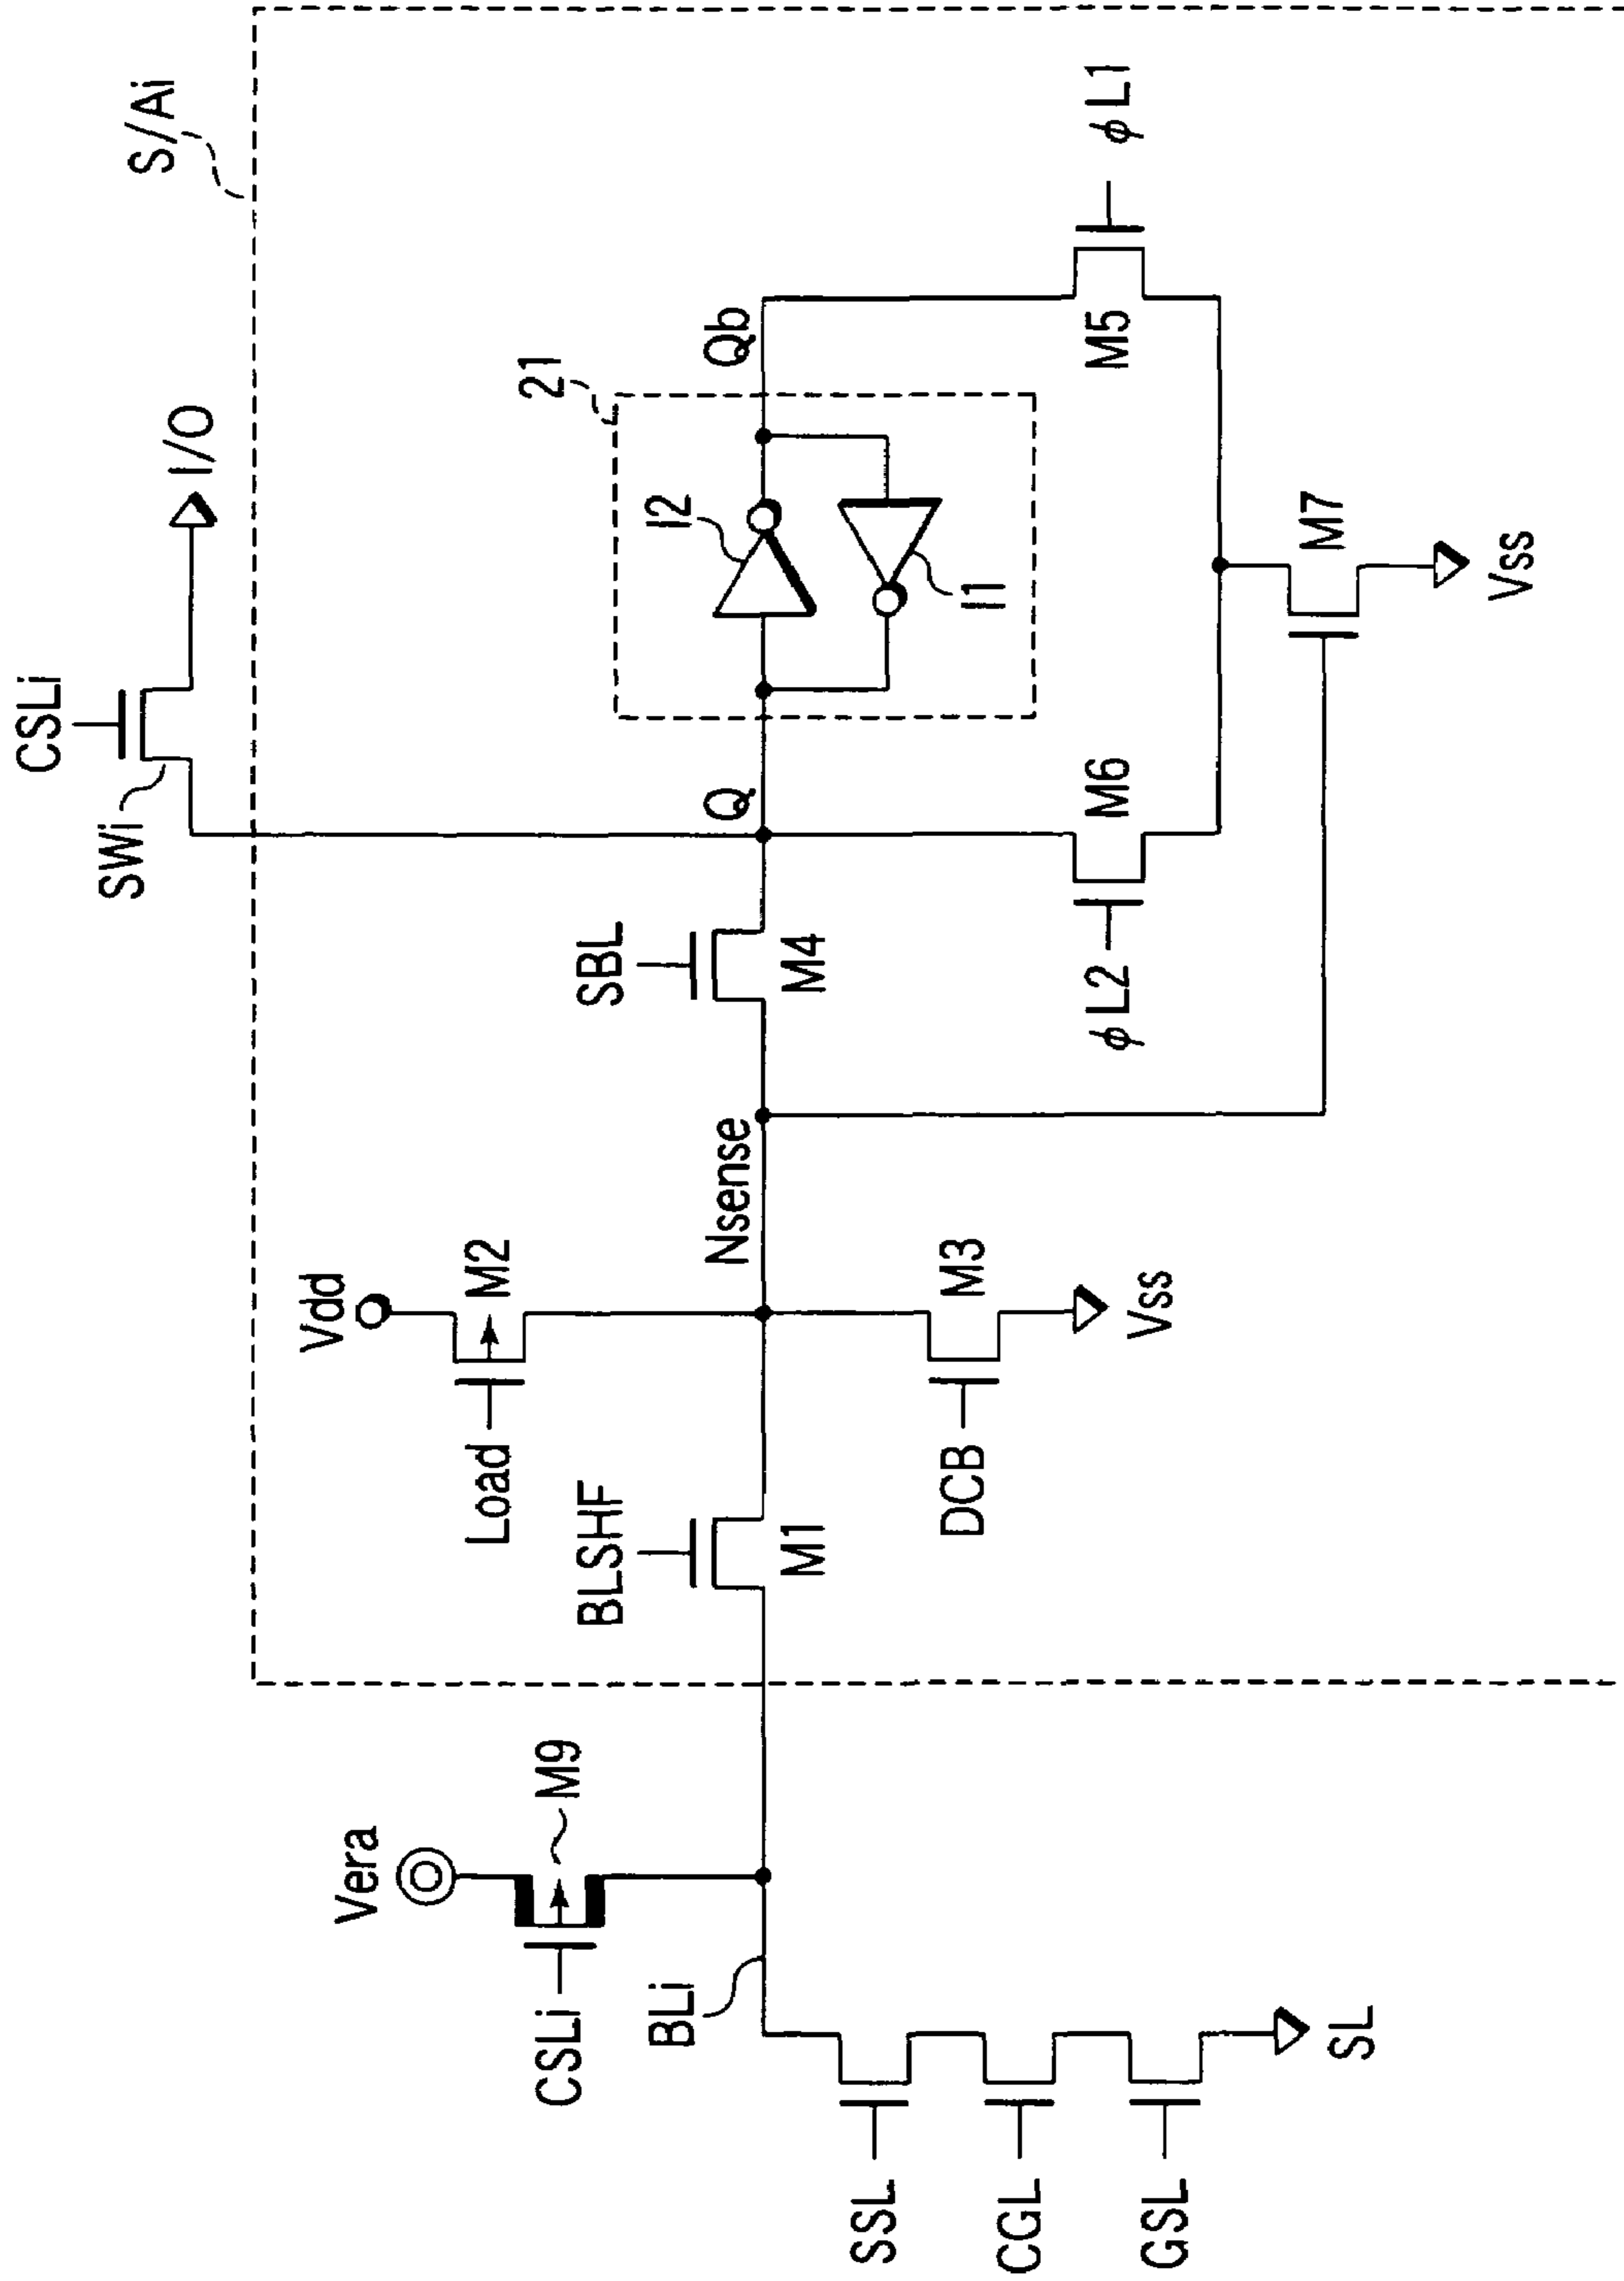 S/Ai
CSLi
SWi
I/O
21
I2
I1
Q
Qb
SBL
M4
M6
φL2
M5
φL1
M7
Vss
Nsense
Vdd
M2
Load
M3
DCB
Vss
BLSHF
M1
Vera
M9
CSLi
BLi
SSL
CGL
GSL
SL